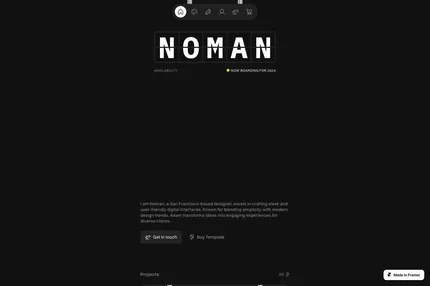 NOMAN
AVAILABILITY
NOW BOARDING FOR 2024
I am Noman, a San Francisco-based designer, excels in crafting sleek and
user-friendly digital interfaces. Known for blending simplicity with modern
design trends, Adam transforms ideas into engaging experiences for
diverse clients.
Get in touch
Buy Template
Projects
Made in Framer